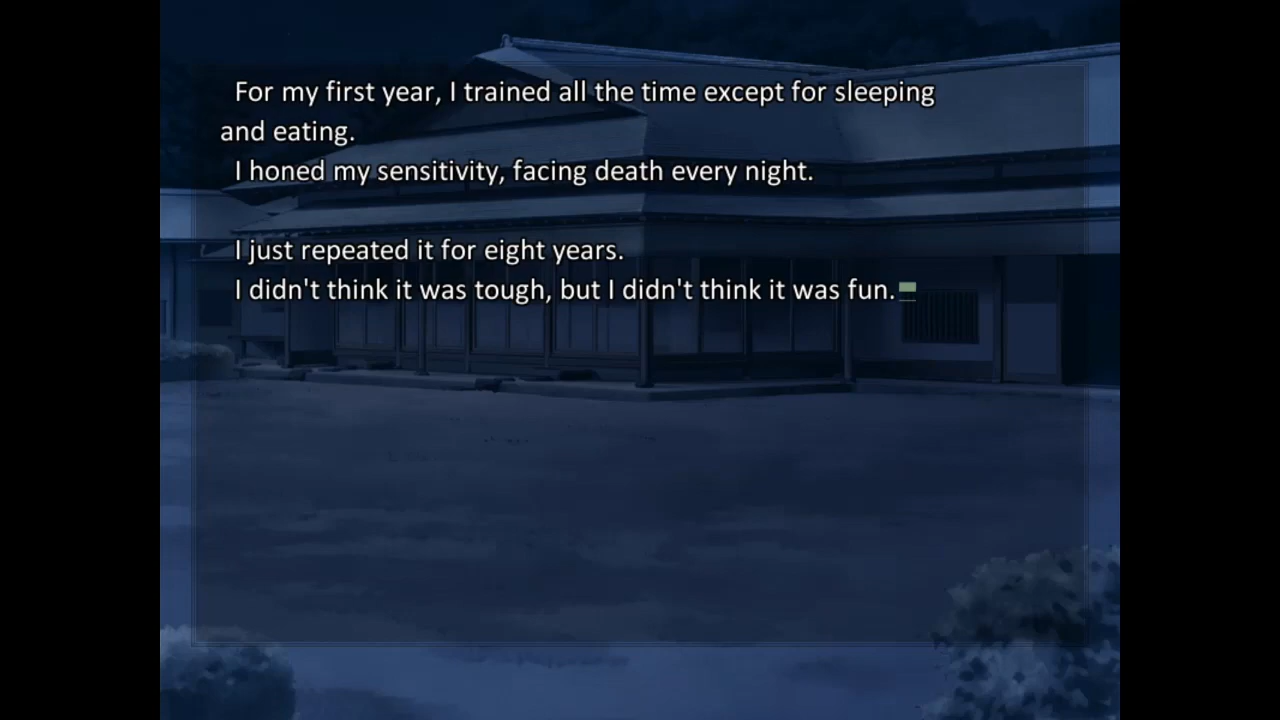 For my first year, I trained all the time except for sleeping
and eating.
I honed my sensitivity, facing death every night.
I just repeated it for eight years.
I didn't think it was tough, but I didn't think it was fun.